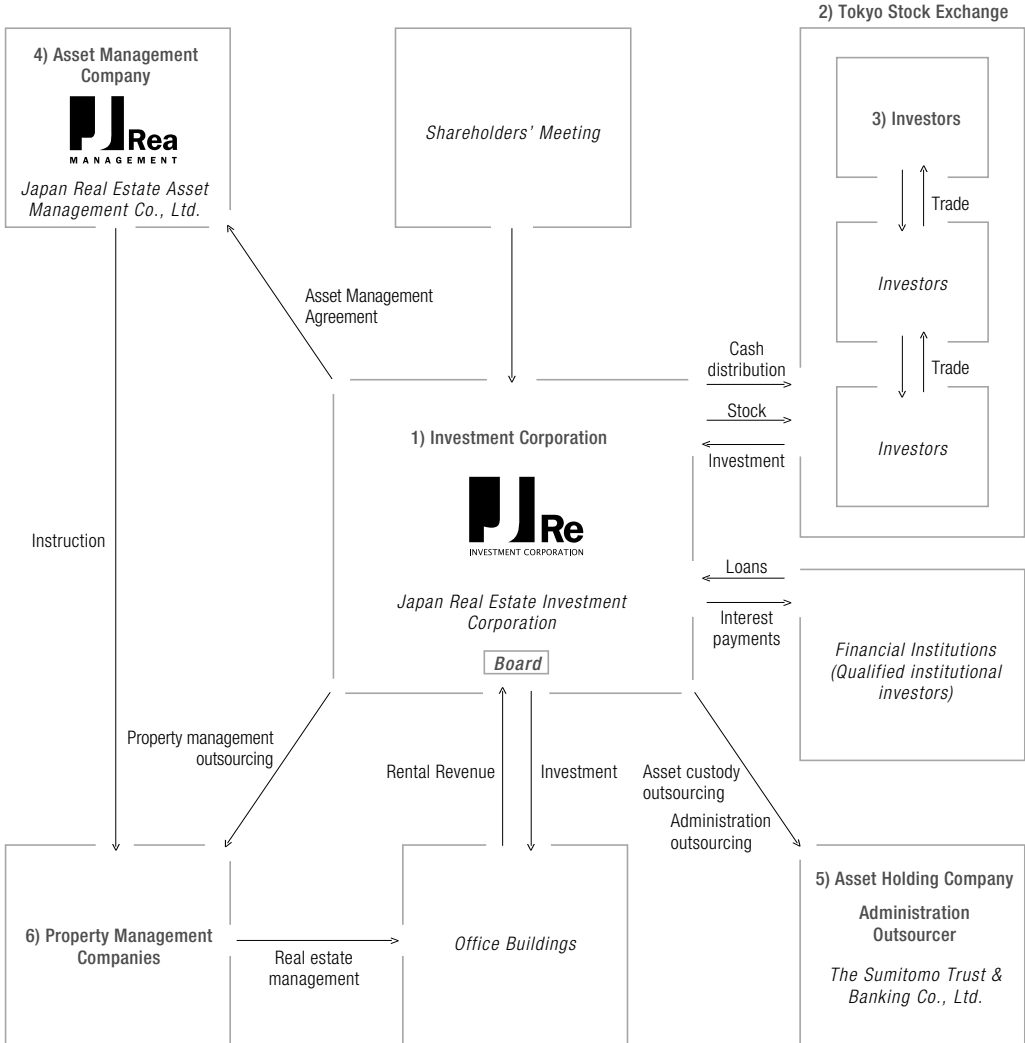 2) Tokyo Stock Exchange
4) Asset Management
Company
Rea
MANAGEMENT
Japan Real Estate Asset
Management Co., Ltd.
Shareholders' Meeting
3) Investors
Trade
Investors
Trade
Investors
Asset Management
Agreement
Cash
distribution
Stock
Investment
1) Investment Corporation
Re
INVESTMENT CORPORATION
Japan Real Estate Investment
Corporation
Board
Instruction
Loans
Interest
payments
Financial Institutions
(Qualified institutional
investors)
Property management
outsourcing
Rental Revenue
Investment
Asset custody
outsourcing
Administration
outsourcing
6) Property Management
Companies
Real estate
management
Office Buildings
5) Asset Holding Company
Administration
Outsourcer
The Sumitomo Trust &
Banking Co., Ltd.